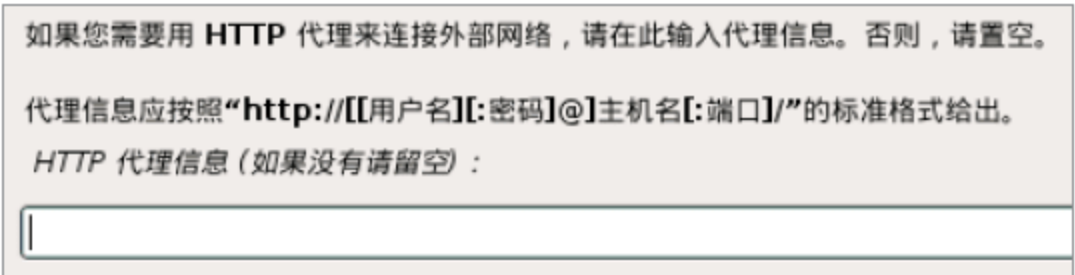 如果您需要用 HTTP 代理来连接外部网络，请在此输入代理信息。否则，请置空。
代理信息应按照“http://[[用户名][:密码]@]主机名[:端口]/”的标准格式给出。
HTTP 代理信息（如果没有请留空）：